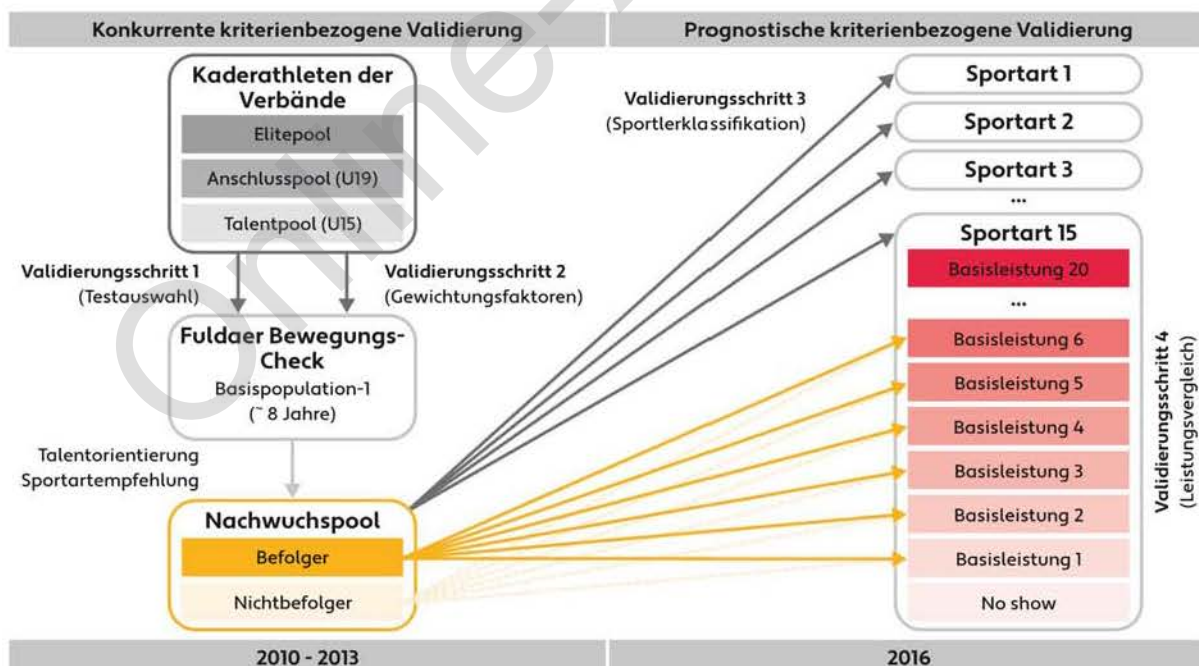 Konkurrente kriterienbezogene Validierung
Prognostische kriterienbezogene Validierung
Kaderathleten der
Verbände
Elitepool
Anschlusspool (U19)
Talentpool (U15)
Validierungsschritt 1
(Testauswahl)
Validierungsschritt 2
(Gewichtungsfaktoren)
Fuldaer Bewegungs-
Check
Basispopulation-1
(~ 8 Jahre)
Talentorientierung
Sportartempfehlung
Nachwuchspool
Befolger
Nichtbefolger
Validierungsschritt 3
(Sportlerklassifikation)
Sportart 1
Sportart 2
Sportart 3
...
Sportart 15
Basisleistung 20
...
Basisleistung 6
Basisleistung 5
Basisleistung 4
Basisleistung 3
Basisleistung 2
Basisleistung 1
No show
Validierungsschritt 4
(Leistungsvergleich)
2010 - 2013
2016
Online-